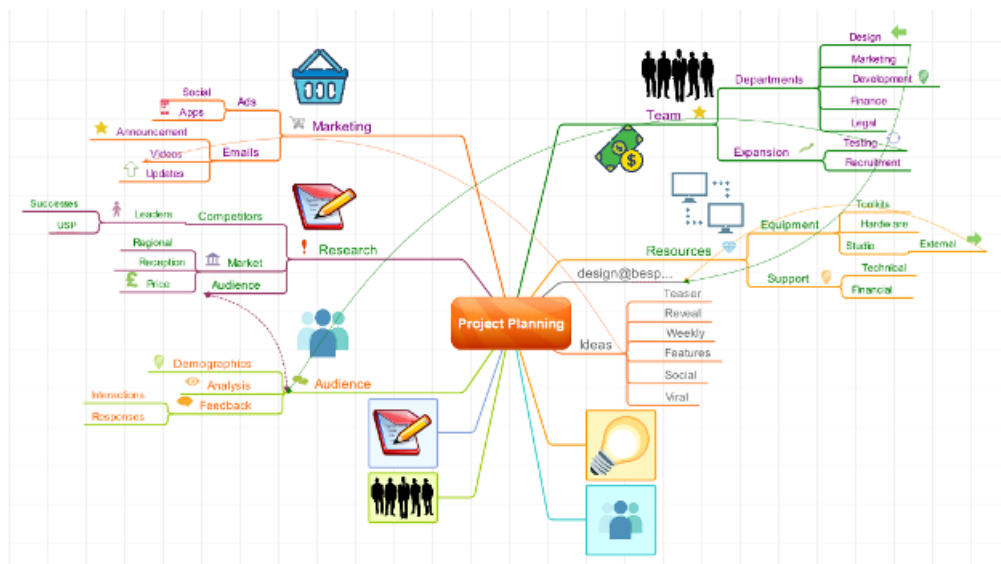 Project Planning
Marketing
Ads
Social
Apps
Emails
Announcement
Videos
Updates
Research
Competitors
Leaders
Successes
USP
Market
Regional
Reception
Price
Audience
Audience
Demographics
Analysis
Feedback
Interactions
Responses
Team
Departments
Design
Marketing
Development
Finance
Legal
Expansion
Testing
Recruitment
Resources
Equipment
Toolkits
Hardware
Studio
External
Support
Technical
Financial
design@besp...
Ideas
Teaser
Reveal
Weekly
Features
Social
Viral